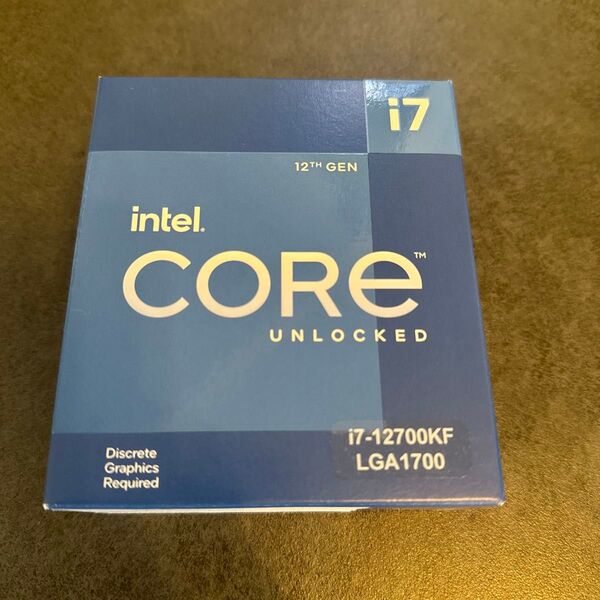 i7
12TH GEN
intel.
CORE™
UNLOCKED
i7-12700KF
LGA1700
Discrete
Graphics
Required